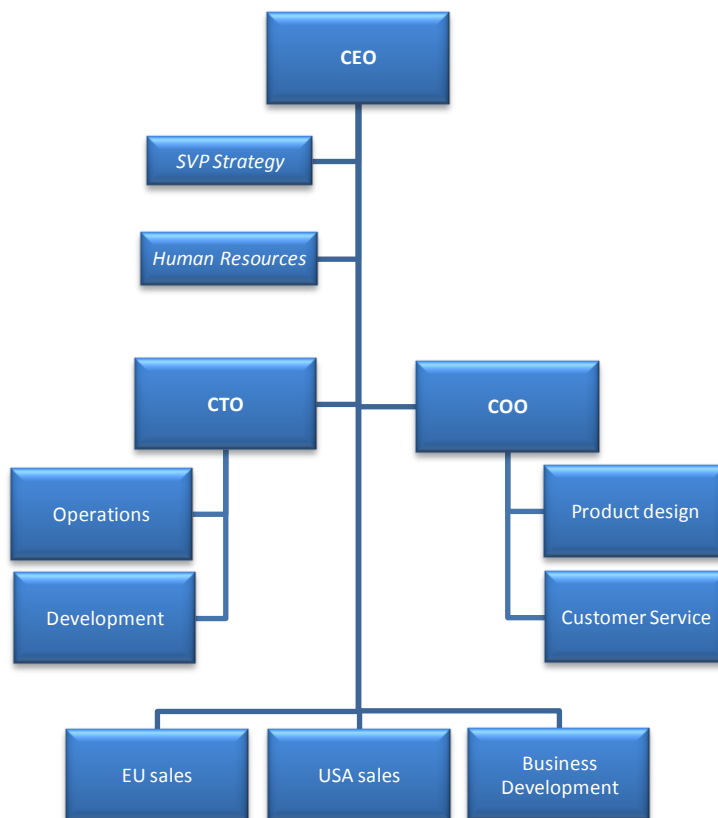 CEO
SVP Strategy
Human Resources
CTO
COO
Operations
Product design
Development
Customer Service
EU sales
USA sales
Business
Development